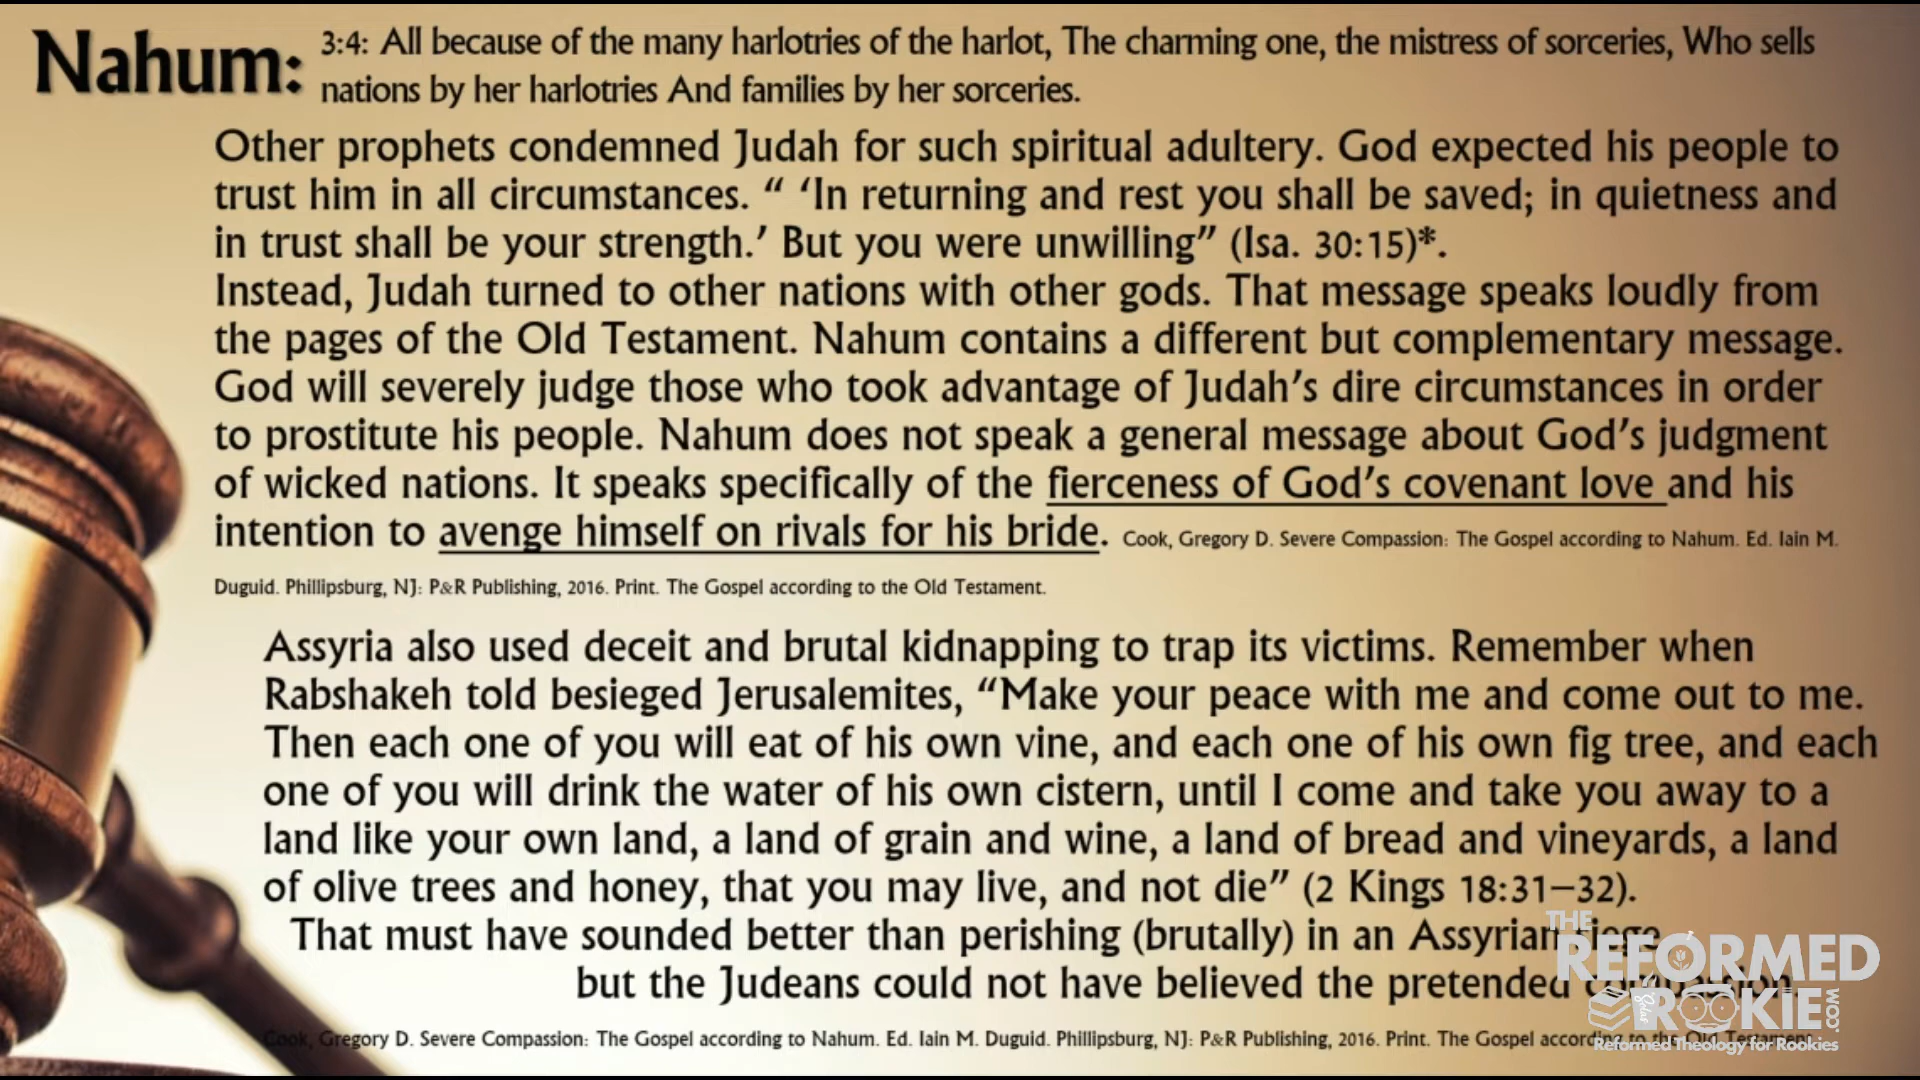 Nahum: 3:4: All because of the many harlotries of the harlot, The charming one, the mistress of sorceries, Who sells
nations by her harlotries And families by her sorceries.
Other prophets condemned Judah for such spiritual adultery. God expected his people to
trust him in all circumstances. “ ‘In returning and rest you shall be saved; in quietness and
in trust shall be your strength.’ But you were unwilling” (Isa. 30:15)*.
Instead, Judah turned to other nations with other gods. That message speaks loudly from
the pages of the Old Testament. Nahum contains a different but complementary message.
God will severely judge those who took advantage of Judah’s dire circumstances in order
to prostitute his people. Nahum does not speak a general message about God’s judgment
of wicked nations. It speaks specifically of the fierceness of God’s covenant love and his
intention to avenge himself on rivals for his bride. Cook, Gregory D. Severe Compassion: The Gospel according to Nahum. Ed. Iain M.
Duguid. Phillipsburg, NJ: P&R Publishing, 2016. Print. The Gospel according to the Old Testament.
Assyria also used deceit and brutal kidnapping to trap its victims. Remember when
Rabshakeh told besieged Jerusalemites, “Make your peace with me and come out to me.
Then each one of you will eat of his own vine, and each one of his own fig tree, and each
one of you will drink the water of his own cistern, until I come and take you away to a
land like your own land, a land of grain and wine, a land of bread and vineyards, a land
of olive trees and honey, that you may live, and not die” (2 Kings 18:31–32).
That must have sounded better than perishing (brutally) in an Assyrian siege
but the Judeans could not have believed the pretended
Cook, Gregory D. Severe Compassion: The Gospel according to Nahum. Ed. Iain M. Duguid. Phillipsburg, NJ: P&R Publishing, 2016. Print. The Gospel according to the Old Testament.
THE
REFORMED
ROOKIE
.COM
Reformed Theology for Rookies